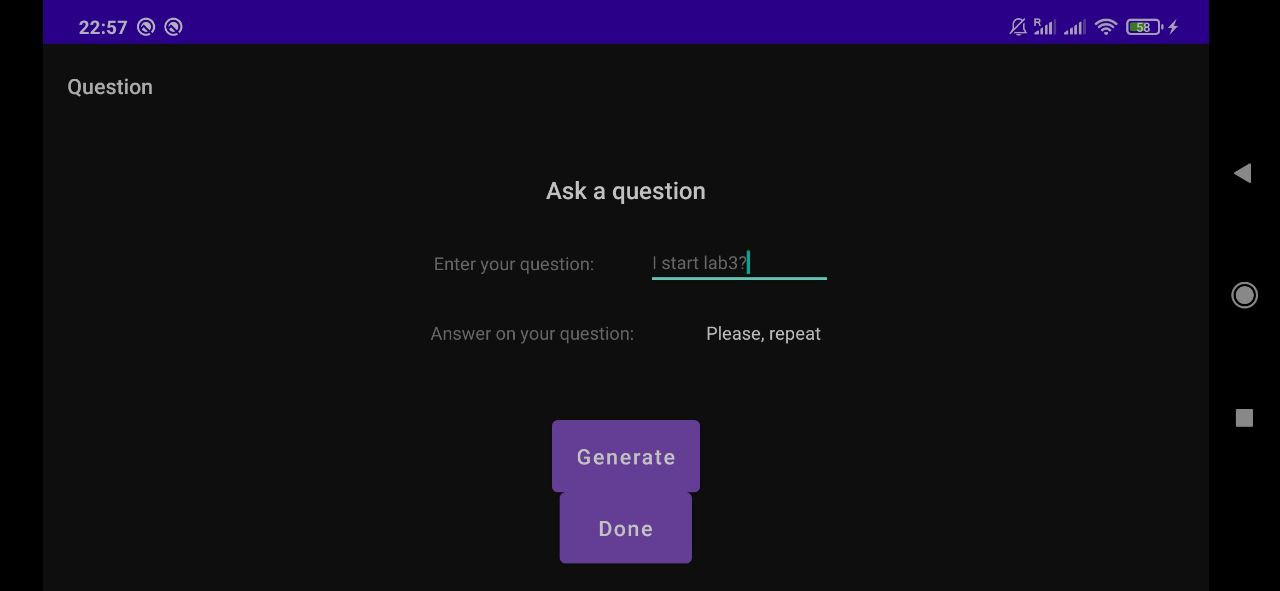 22:57 R 58
Question
Ask a question
Enter your question: I start lab3?
Answer on your question: Please, repeat
Generate
Done